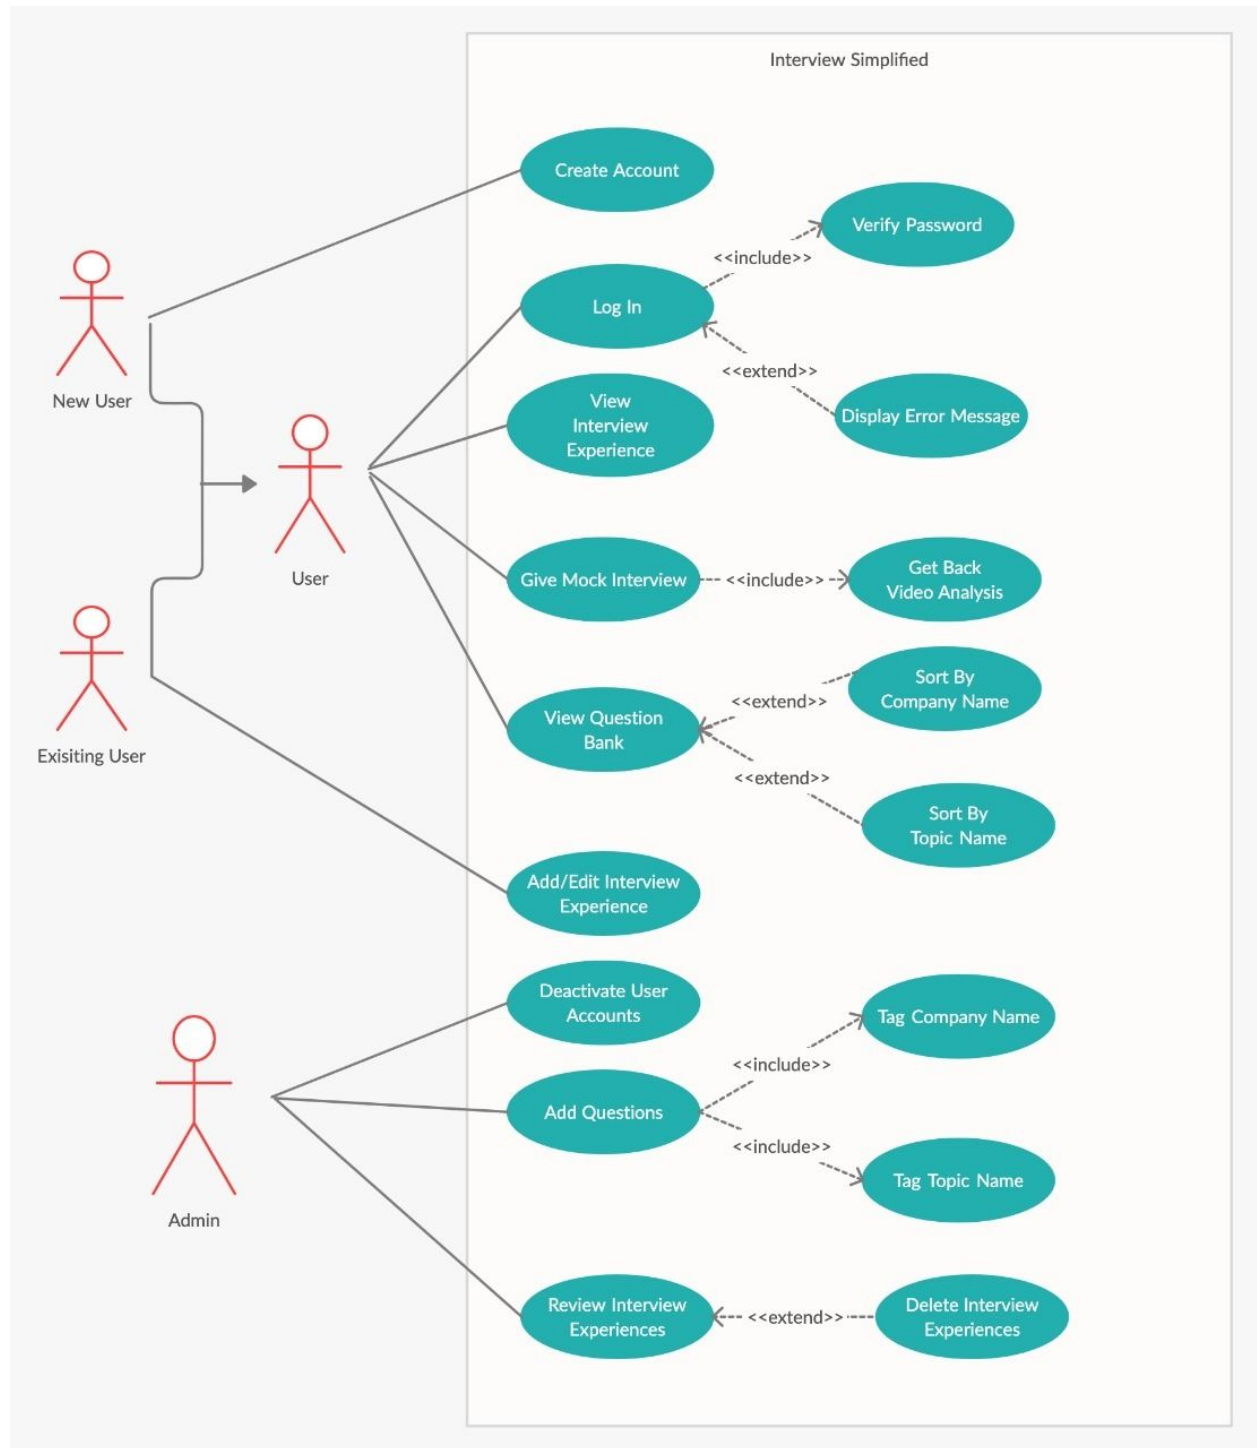 Interview Simplified
Create Account
Verify Password
<<include>>
Log In
<<extend>>
Display Error Message
New User
View
Interview
Experience
User
Give Mock Interview
<<include>>
Get Back
Video Analysis
Sort By
Company Name
<<extend>>
View Question
Bank
<<extend>>
Sort By
Topic Name
Exisiting User
Add/Edit Interview
Experience
Deactivate User
Accounts
Tag Company Name
<<include>>
Add Questions
<<include>>
Tag Topic Name
Admin
Review Interview
Experiences
<<extend>>
Delete Interview
Experiences